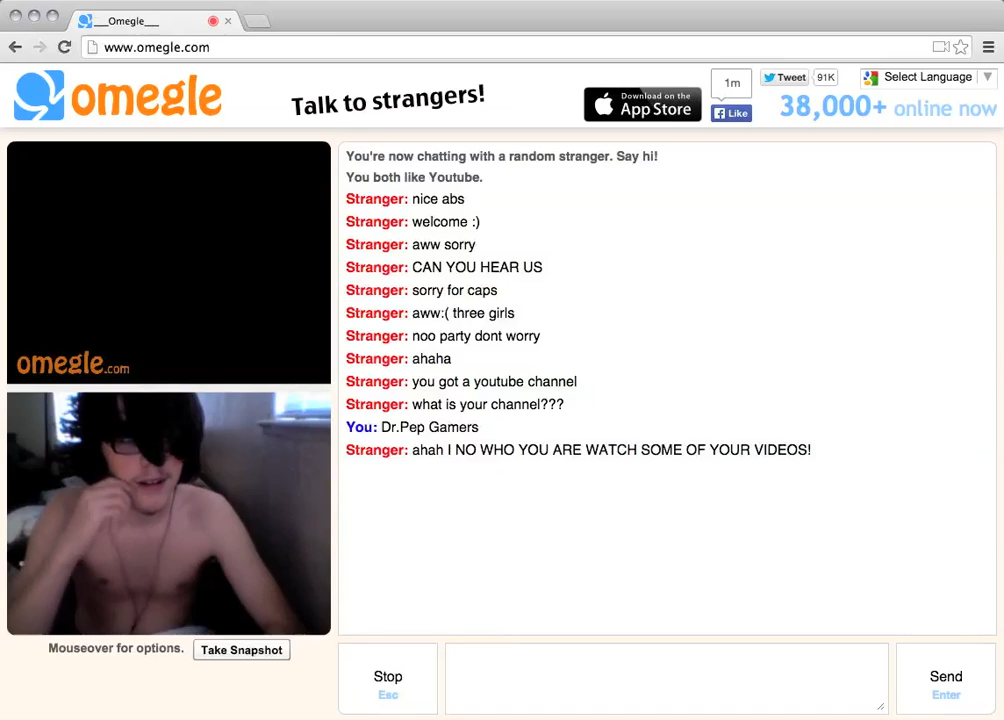 ___Omegle___
www.omegle.com
omegle
Talk to strangers!
Download on the
App Store
1m
Like
Tweet
91K
Select Language
38,000+ online now
omegle.com
You're now chatting with a random stranger. Say hi!
You both like Youtube.
Stranger: nice abs
Stranger: welcome :)
Stranger: aww sorry
Stranger: CAN YOU HEAR US
Stranger: sorry for caps
Stranger: aww:( three girls
Stranger: noo party dont worry
Stranger: ahaha
Stranger: you got a youtube channel
Stranger: what is your channel???
You: Dr.Pep Gamers
Stranger: ahah I NO WHO YOU ARE WATCH SOME OF YOUR VIDEOS!
Mouseover for options.
Take Snapshot
Stop
Esc
Send
Enter